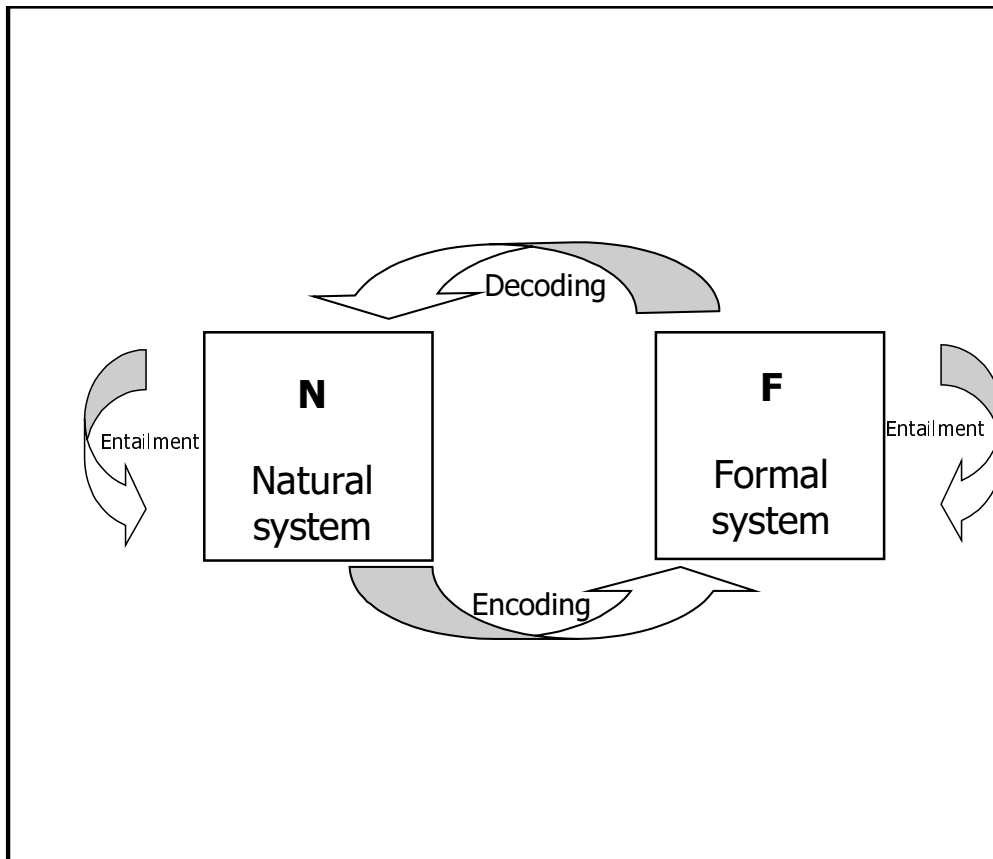 Decoding
N
Natural
system
F
Formal
system
Entailment
Entailment
Encoding